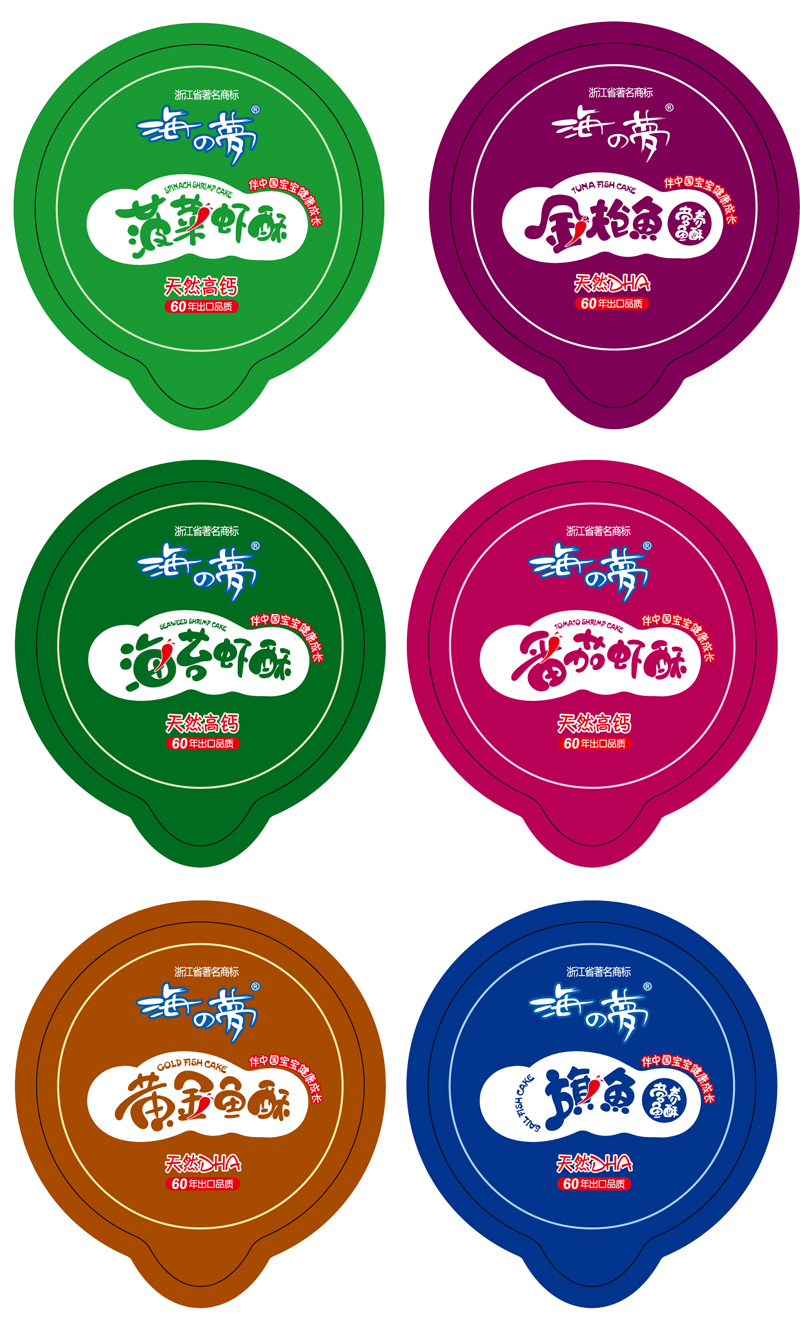 浙江省著名商标
海の夢®
SPINACH SHRIMP CAKE
伴中国宝宝健康成长
菠菜虾酥
天然高钙
60年出口品质
浙江省著名商标
海の夢®
TUNA FISH CAKE
伴中国宝宝健康成长
金枪魚
营养鱼酥
天然DHA
60年出口品质
浙江省著名商标
海の夢®
SEAWEED SHRIMP CAKE
伴中国宝宝健康成长
海苔虾酥
天然高钙
60年出口品质
浙江省著名商标
海の夢®
TOMATO SHRIMP CAKE
伴中国宝宝健康成长
番茄虾酥
天然高钙
60年出口品质
浙江省著名商标
海の夢®
GOLD FISH CAKE
伴中国宝宝健康成长
黄金鱼酥
天然DHA
60年出口品质
浙江省著名商标
海の夢®
SAIL FISH CAKE
伴中国宝宝健康成长
旗魚
营养鱼酥
天然DHA
60年出口品质